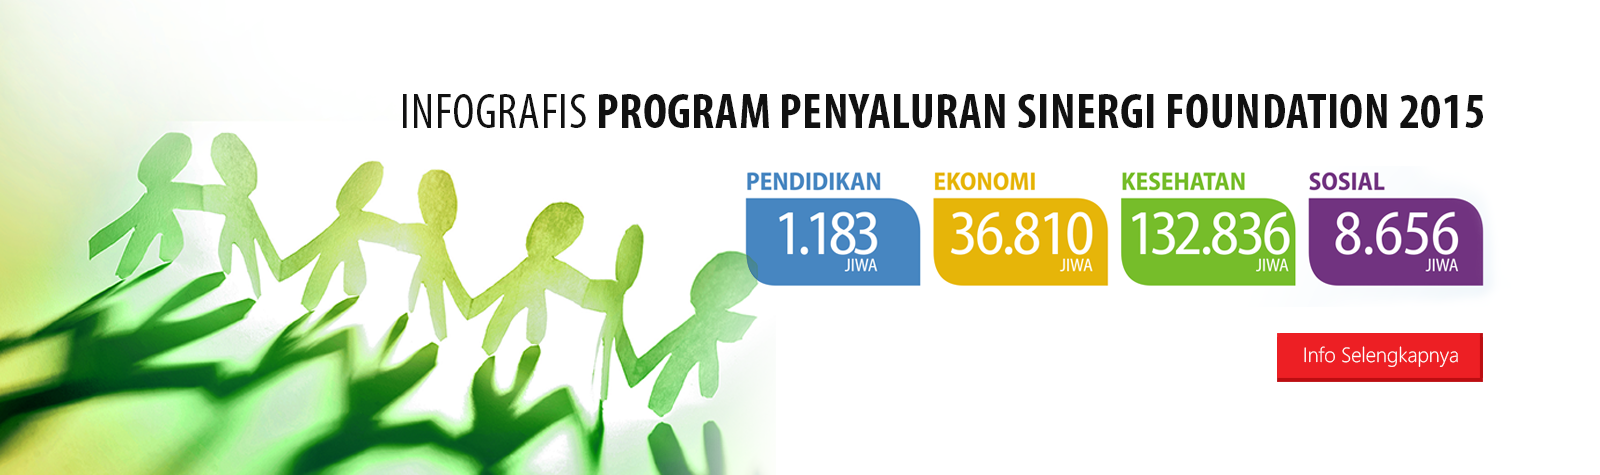 INFOGRAFIS PROGRAM PENYALURAN SINERGI FOUNDATION 2015
PENDIDIKAN
1.183
JIWA
EKONOMI
36.810
JIWA
KESEHATAN
132.836
JIWA
SOSIAL
8.656
JIWA
Info Selengkapnya